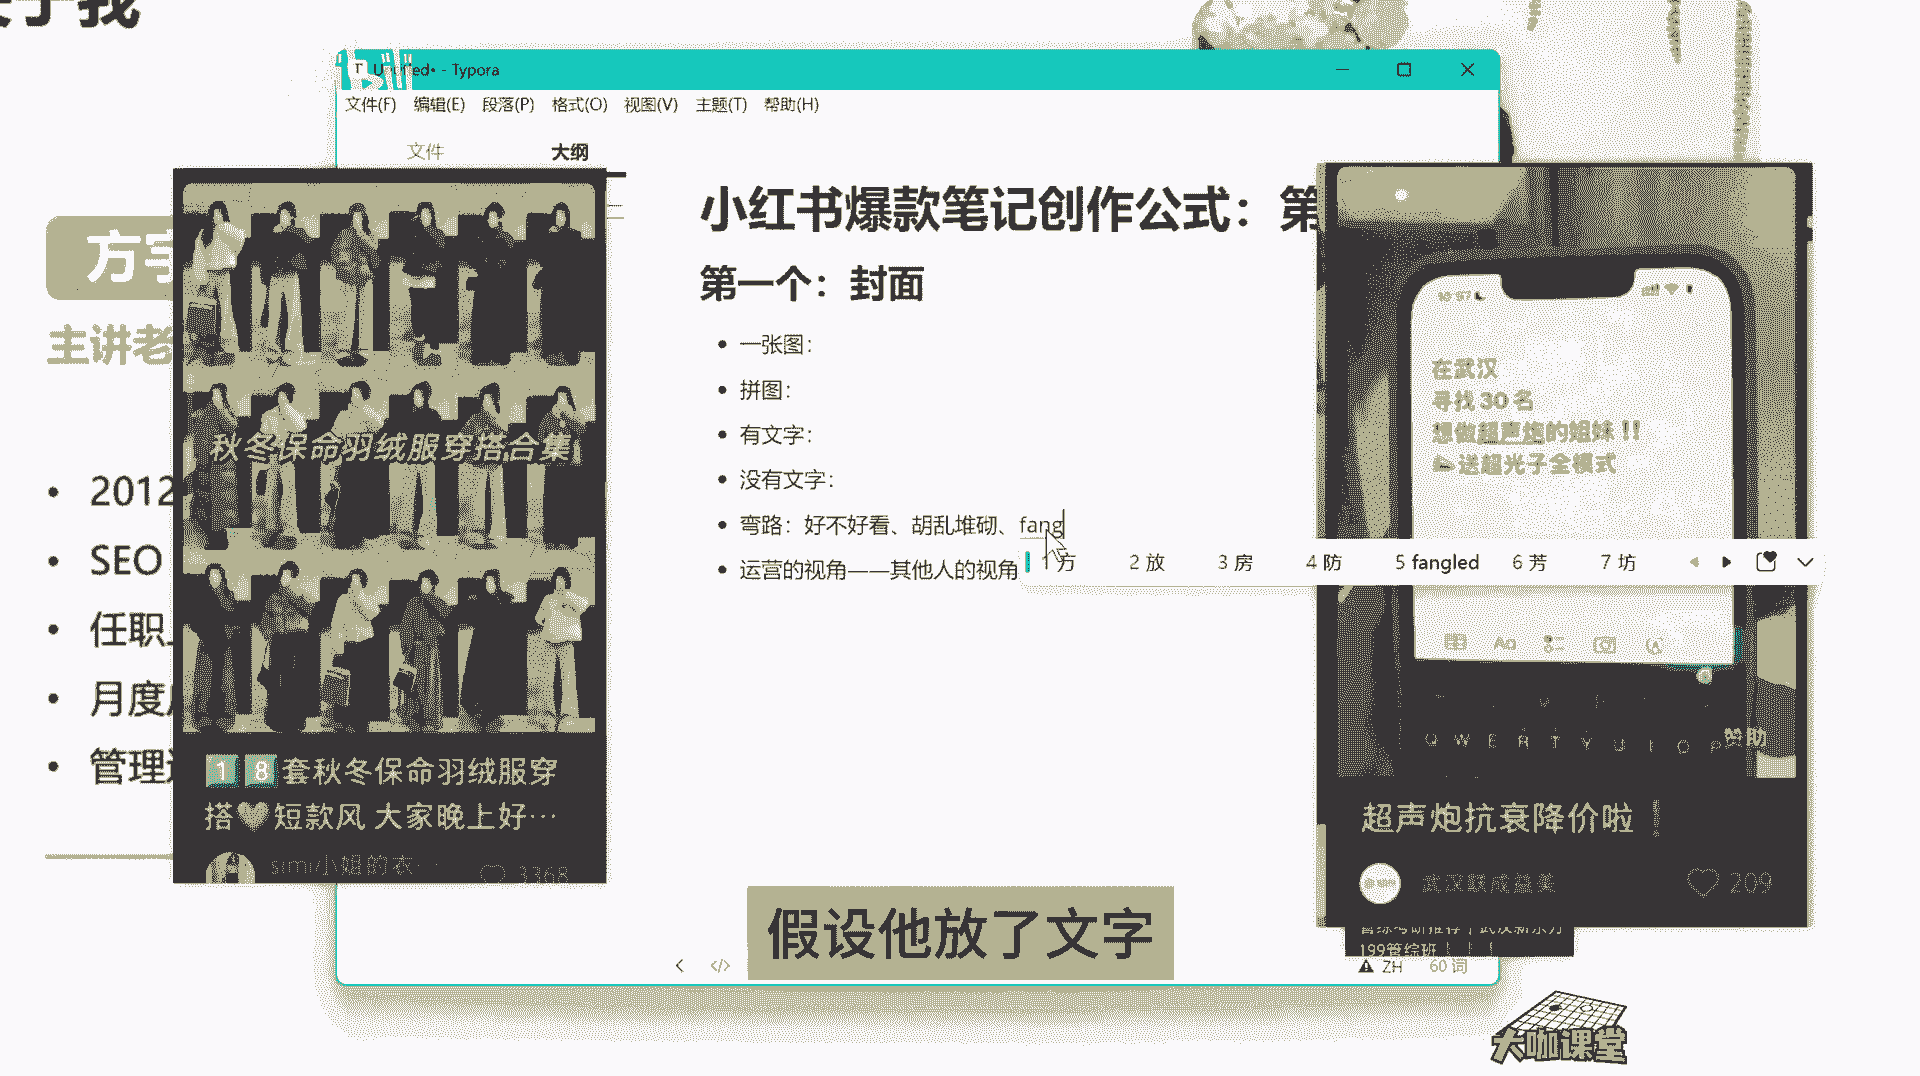 Untitled• - Typora
文件(F) 编辑(E) 段落(P) 格式(O) 视图(V) 主题(T) 帮助(H)
文件 大纲
小红书爆款笔记创作公式：第
第一个：封面
一张图：
拼图：
有文字：
没有文字：
弯路：好不好看、胡乱堆砌、fang
运营的视角——其他人的视角
1 方 2 放 3 房 4 防 5 fangled 6 芳 7 坊
方宇
主讲老
2012
SEO
任职
月度
管理
秋冬保命羽绒服穿搭合集
18套秋冬保命羽绒服穿
搭🖤短款风 大家晚上好…
simi小姐的衣…
3368
10:57
在武汉
寻找 30 名
想做超声炮的姐妹 !!
送超光子全模式
Aa
Q W E R T Y U I O P
赞助
超声炮抗衰降价啦❗
武汉联成益美
209
199管综班
ZH 60 词
假设他放了文字
大咖课堂